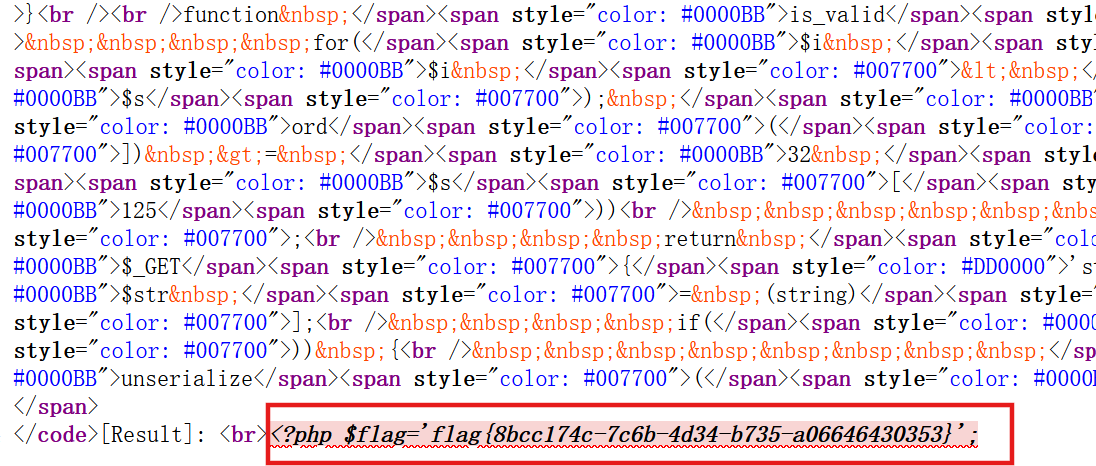 >}<br /><br />function&nbsp;</span><span style="color: #0000BB">is_valid</span><span styl
>&nbsp;&nbsp;&nbsp;&nbsp;for(</span><span style="color: #0000BB">$i&nbsp;</span><span sty
span><span style="color: #0000BB">$i&nbsp;</span><span style="color: #007700">&lt;&nbsp;<
#0000BB">$s</span><span style="color: #007700">);&nbsp;</span><span style="color: #0000BB"
style="color: #0000BB">ord</span><span style="color: #007700">(</span><span style="color:
#007700">])&nbsp;&gt;=&nbsp;</span><span style="color: #0000BB">32&nbsp;</span><span styl
span><span style="color: #0000BB">$s</span><span style="color: #007700">[</span><span sty
#0000BB">125</span><span style="color: #007700">))<br />&nbsp;&nbsp;&nbsp;&nbsp;&nbsp;&nb
style="color: #007700">;<br />&nbsp;&nbsp;&nbsp;&nbsp;return&nbsp;</span><span style="co
#0000BB">$_GET</span><span style="color: #007700">{</span><span style="color: #DD0000">'st
#0000BB">$str&nbsp;</span><span style="color: #007700">=&nbsp;(string)</span><span style="
style="color: #007700">];<br />&nbsp;&nbsp;&nbsp;&nbsp;if(</span><span style="color: #000
style="color: #007700">))&nbsp;{<br />&nbsp;&nbsp;&nbsp;&nbsp;&nbsp;&nbsp;&nbsp;&nbsp;</sp
#0000BB">unserialize</span><span style="color: #007700">(</span><span style="color: #0000B
</span>
</code>[Result]: <br><?php $flag='flag{8bcc174c-7c6b-4d34-b735-a06646430353}';